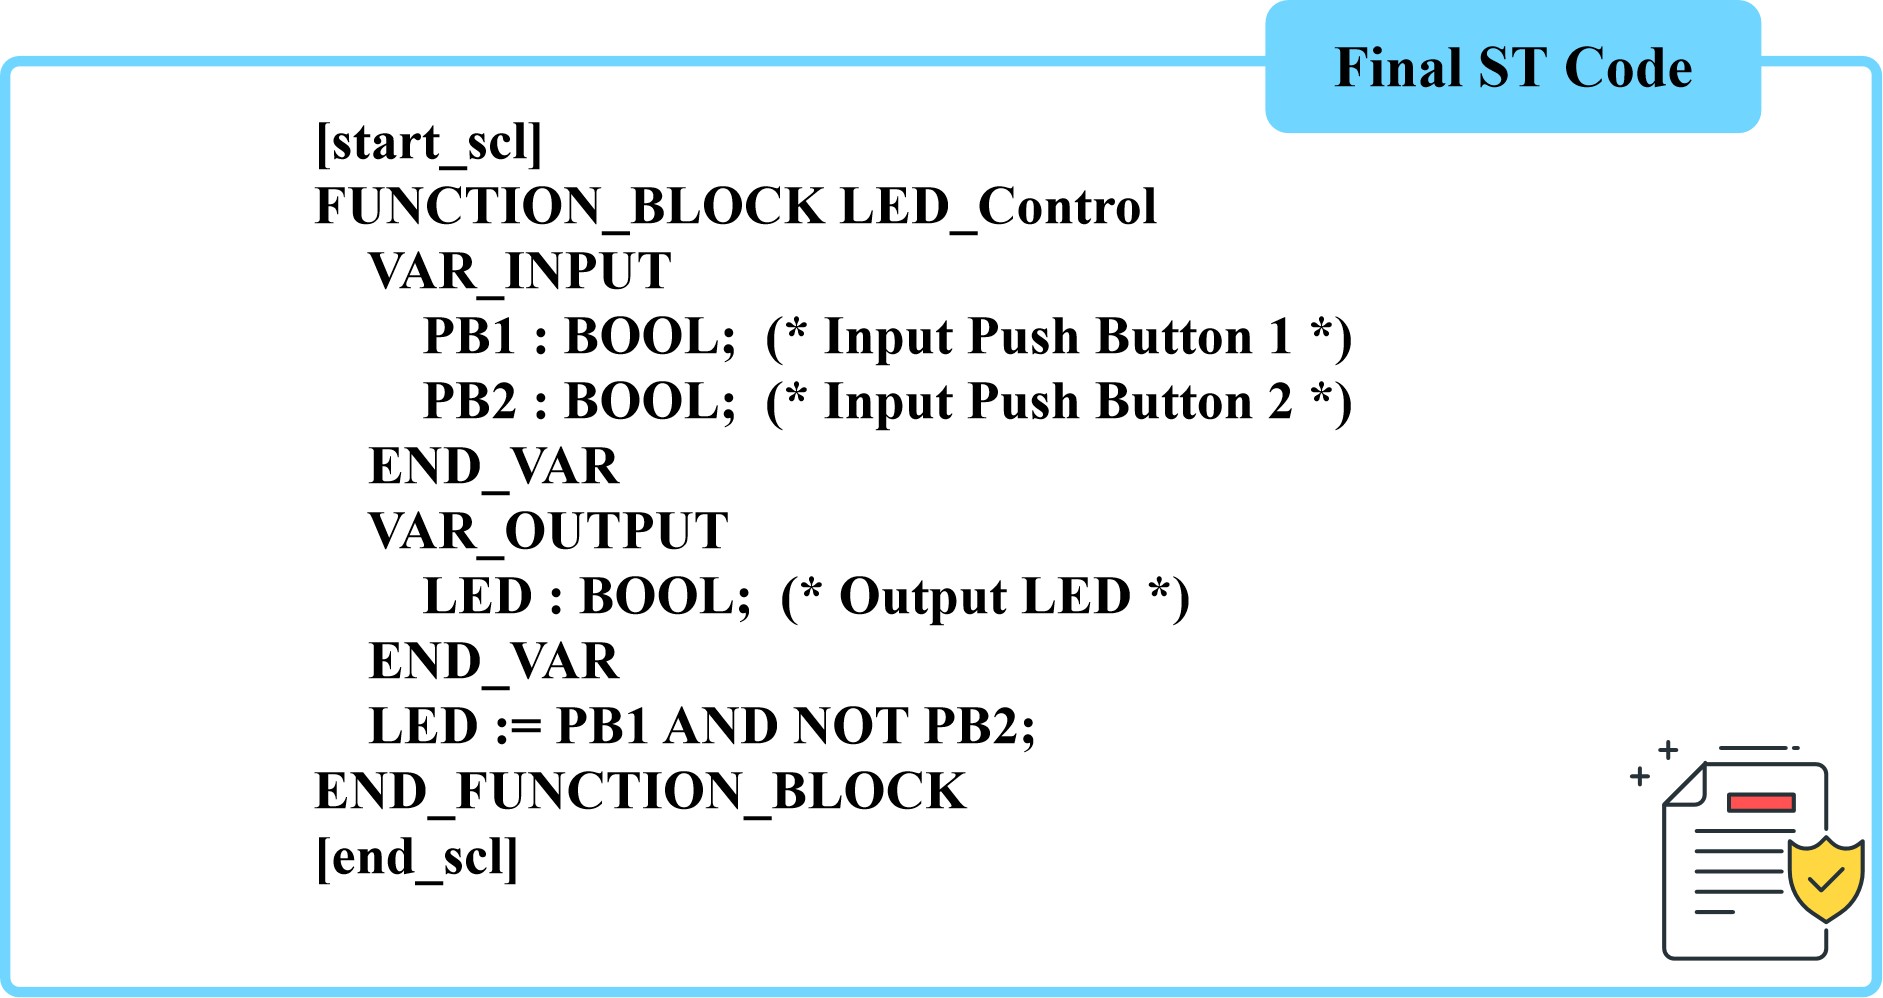 Final ST Code
[start_scl]
FUNCTION_BLOCK LED_Control
VAR_INPUT
PB1 : BOOL; (* Input Push Button 1 *)
PB2 : BOOL; (* Input Push Button 2 *)
END_VAR
VAR_OUTPUT
LED : BOOL; (* Output LED *)
END_VAR
LED := PB1 AND NOT PB2;
END_FUNCTION_BLOCK
[end_scl]